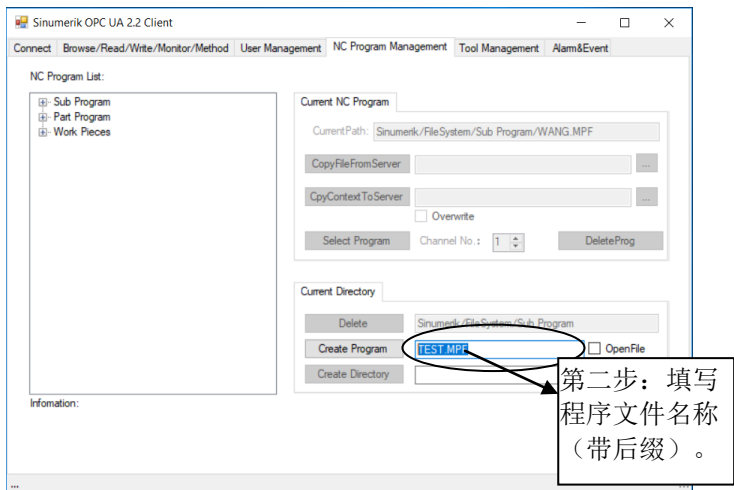 Sinumerik OPC UA 2.2 Client
Connect Browse/Read/Write/Monitor/Method User Management NC Program Management Tool Management Alarm&Event
NC Program List:
Sub Program
Part Program
Work Pieces
Current NC Program
CurrentPath: Sinumerik/FileSystem/Sub Program/WANG.MPF
CopyFileFromServer ...
CpyContextToServer ...
Overwrite
Select Program Channel No.: 1 DeleteProg
Current Directory
Delete Sinumerik/FileSystem/Sub Program
Create Program TEST.MPF OpenFile
Create Directory
Infomation:
第二步：填写
程序文件名称
（带后缀）。
...